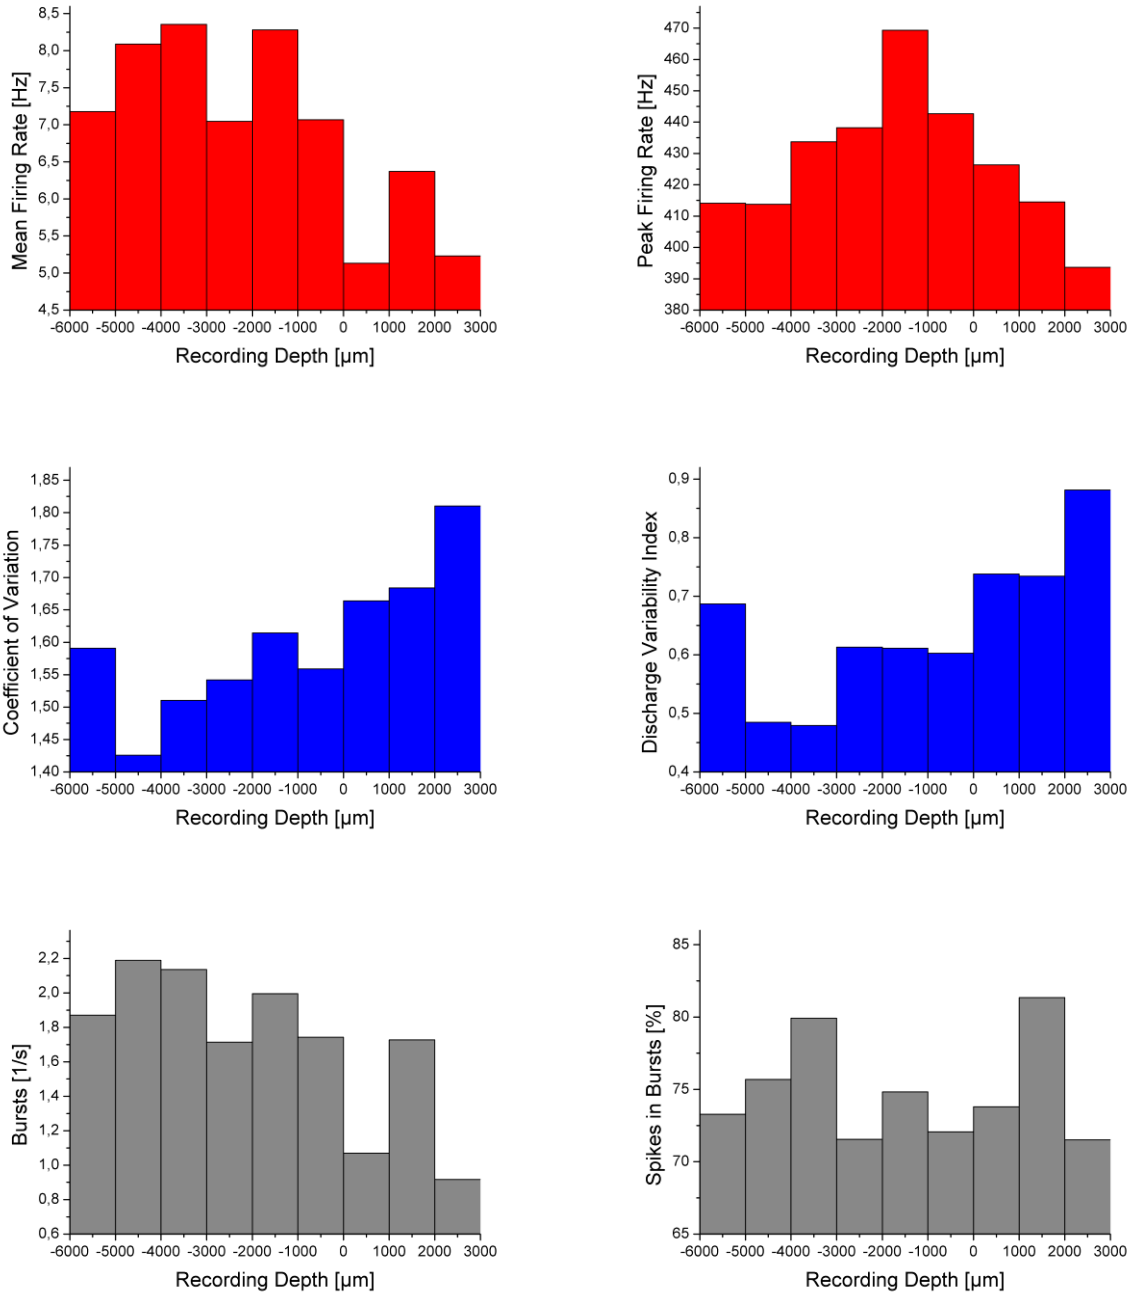 Mean Firing Rate [Hz]
8,5
8,0
7,5
7,0
6,5
6,0
5,5
5,0
4,5
-6000 -5000 -4000 -3000 -2000 -1000 0 1000 2000 3000
Recording Depth [µm]
Peak Firing Rate [Hz]
470
460
450
440
430
420
410
400
390
380
-6000 -5000 -4000 -3000 -2000 -1000 0 1000 2000 3000
Recording Depth [µm]
Coefficient of Variation
1,85
1,80
1,75
1,70
1,65
1,60
1,55
1,50
1,45
1,40
-6000 -5000 -4000 -3000 -2000 -1000 0 1000 2000 3000
Recording Depth [µm]
Discharge Variability Index
0,9
0,8
0,7
0,6
0,5
0,4
-6000 -5000 -4000 -3000 -2000 -1000 0 1000 2000 3000
Recording Depth [µm]
Bursts [1/s]
2,2
2,0
1,8
1,6
1,4
1,2
1,0
0,8
0,6
-6000 -5000 -4000 -3000 -2000 -1000 0 1000 2000 3000
Recording Depth [µm]
Spikes in Bursts [%]
85
80
75
70
65
-6000 -5000 -4000 -3000 -2000 -1000 0 1000 2000 3000
Recording Depth [µm]